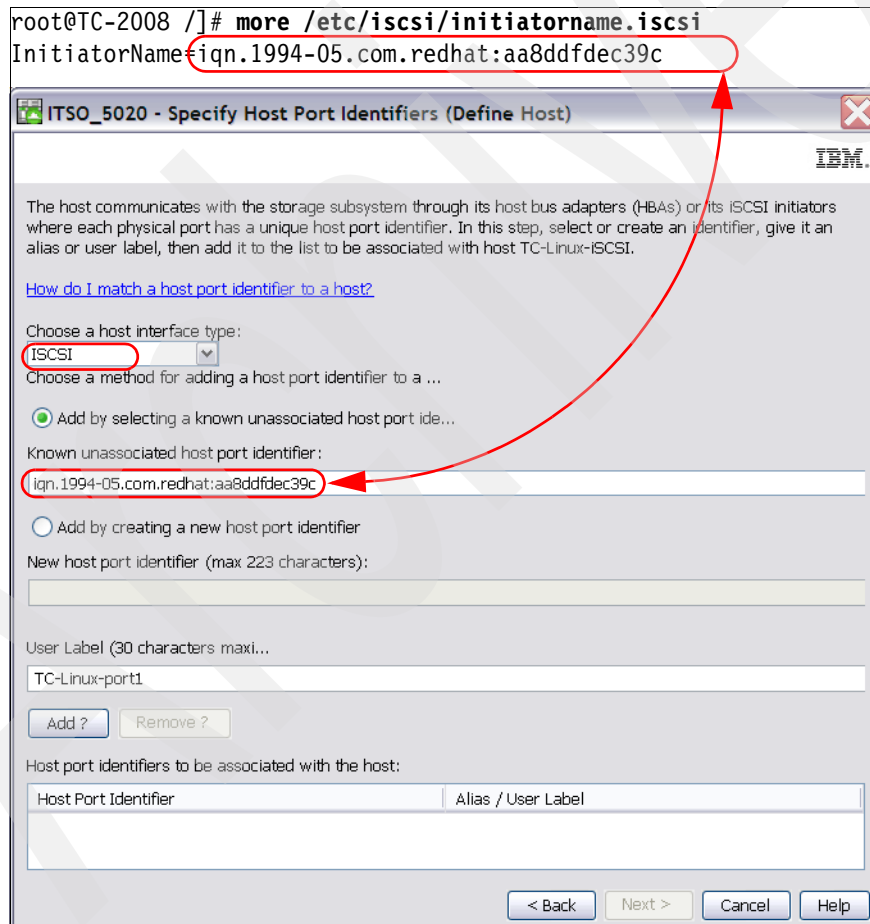 root@TC-2008 /]# more /etc/iscsi/initiatorname.iscsi
InitiatorName=iqn.1994-05.com.redhat:aa8ddfdec39c
ITSO_5020 - Specify Host Port Identifiers (Define Host)
IBM.
The host communicates with the storage subsystem through its host bus adapters (HBAs) or its iSCSI initiators
where each physical port has a unique host port identifier. In this step, select or create an identifier, give it an
alias or user label, then add it to the list to be associated with host TC-Linux-iSCSI.
How do I match a host port identifier to a host?
Choose a host interface type:
ISCSI
Choose a method for adding a host port identifier to a ...
Add by selecting a known unassociated host port ide...
Known unassociated host port identifier:
iqn.1994-05.com.redhat:aa8ddfdec39c
Add by creating a new host port identifier
New host port identifier (max 223 characters):
User Label (30 characters maxi...
TC-Linux-port1
Add ? Remove ?
Host port identifiers to be associated with the host:
Host Port Identifier Alias / User Label
< Back Next > Cancel Help